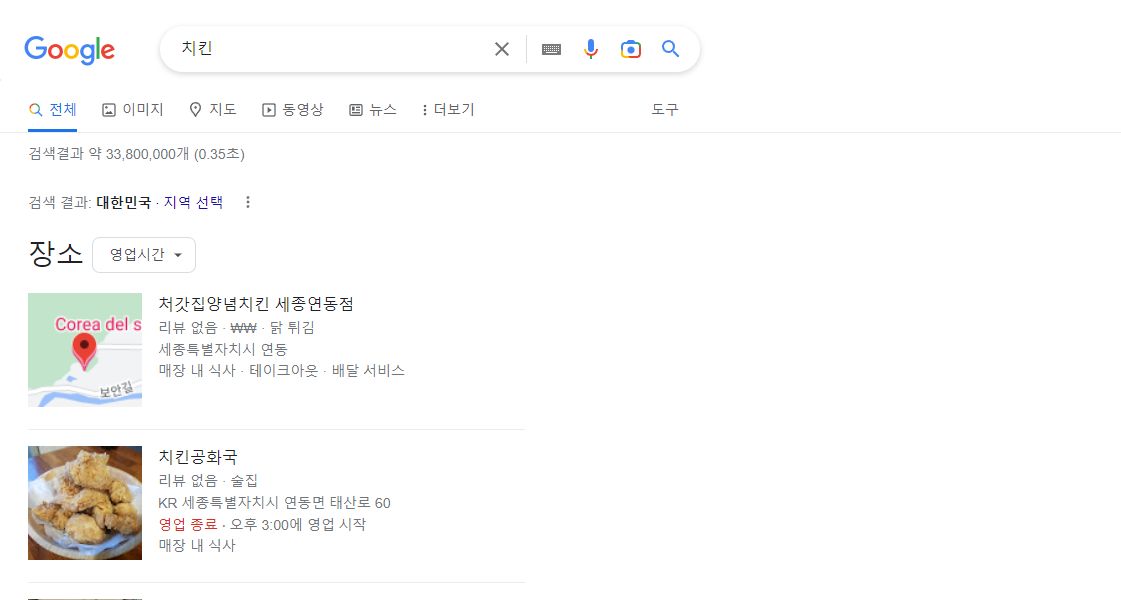 Google
치킨
전체 이미지 지도 동영상 뉴스 더보기 도구
검색결과 약 33,800,000개 (0.35초)
검색 결과: 대한민국 · 지역 선택
장소 영업시간
Corea del s
보안길
처갓집양념치킨 세종연동점
리뷰 없음 · ₩₩ · 닭 튀김
세종특별자치시 연동
매장 내 식사 · 테이크아웃 · 배달 서비스
치킨공화국
리뷰 없음 · 술집
KR 세종특별자치시 연동면 태산로 60
영업 종료 · 오후 3:00에 영업 시작
매장 내 식사